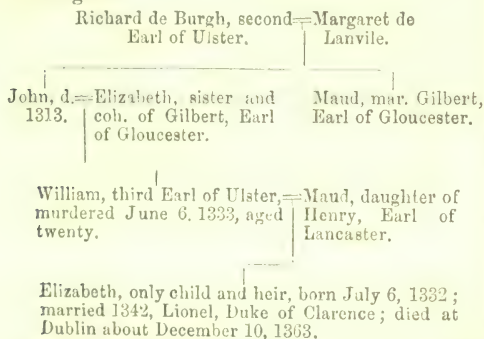 Richard de Burgh, second=Margaret de
Earl of Ulster. Lanvile.
John, d.=Elizabeth, sister and Maud, mar. Gilbert,
1313. coh. of Gilbert, Earl Earl of Gloucester.
of Gloucester.
William, third Earl of Ulster,=Maud, daughter of
murdered June 6. 1333, aged Henry, Earl of
twenty. Lancaster.
Elizabeth, only child and heir, born July 6, 1332;
married 1342, Lionel, Duke of Clarence; died at
Dublin about December 10, 1363.